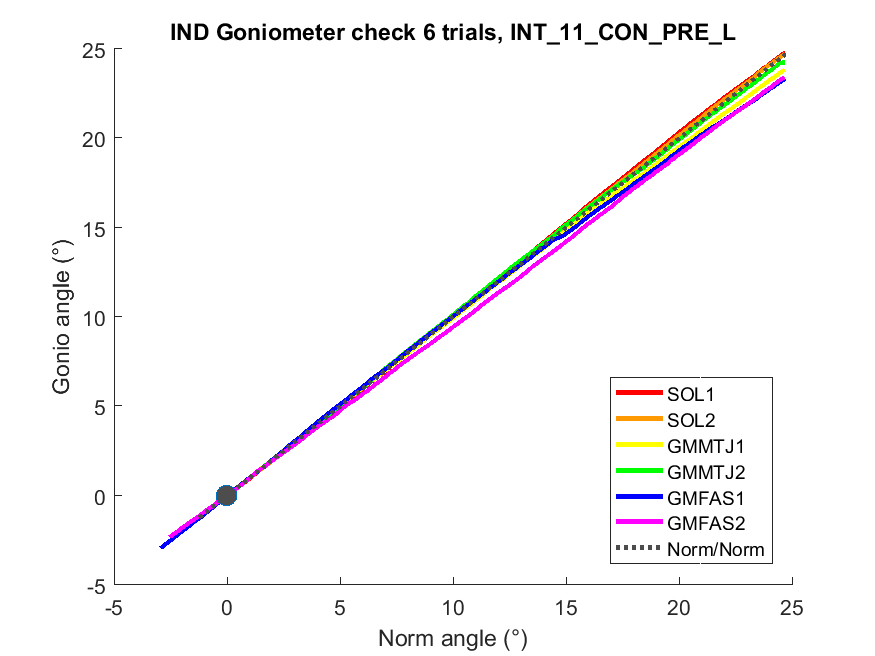 IND Goniometer check 6 trials, INT_11_CON_PRE_L
25
20
15
10
5
0
-5
Gonio angle (°)
-5 0 5 10 15 20 25
Norm angle (°)
SOL1
SOL2
GMMTJ1
GMMTJ2
GMFAS1
GMFAS2
Norm/Norm